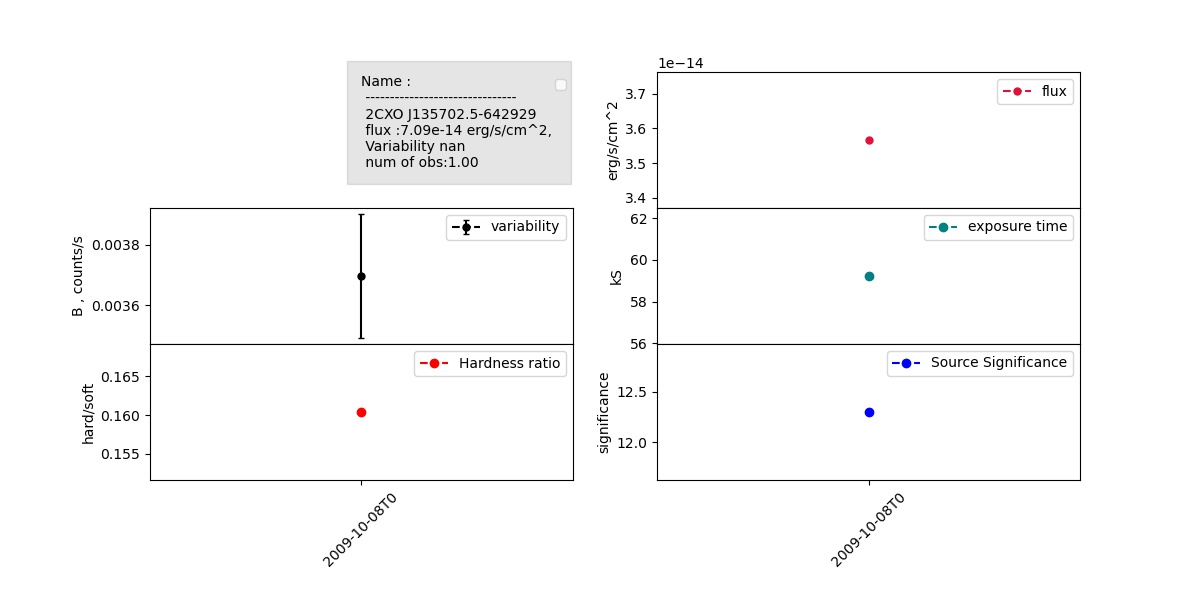 Name :
-------------------------------
2CXO J135702.5-642929
flux :7.09e-14 erg/s/cm^2,
Variability nan
num of obs:1.00
1e−14
flux
3.7
3.6
3.5
3.4
erg/s/cm^2
variability
0.0038
0.0036
B , counts/s
exposure time
62
60
58
56
kS
Hardness ratio
0.165
0.160
0.155
hard/soft
Source Significance
12.5
12.0
significance
2009-10-08T0
2009-10-08T0